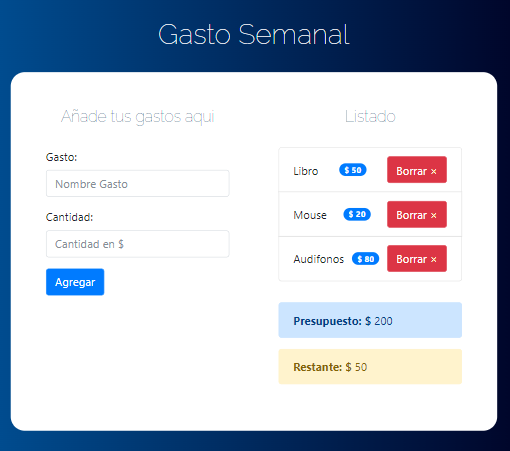 Gasto Semanal
Añade tus gastos aqui
Gasto:
Nombre Gasto
Cantidad:
Cantidad en $
Agregar
Listado
Libro $ 50 Borrar ×
Mouse $ 20 Borrar ×
Audifonos $ 80 Borrar ×
Presupuesto: $ 200
Restante: $ 50